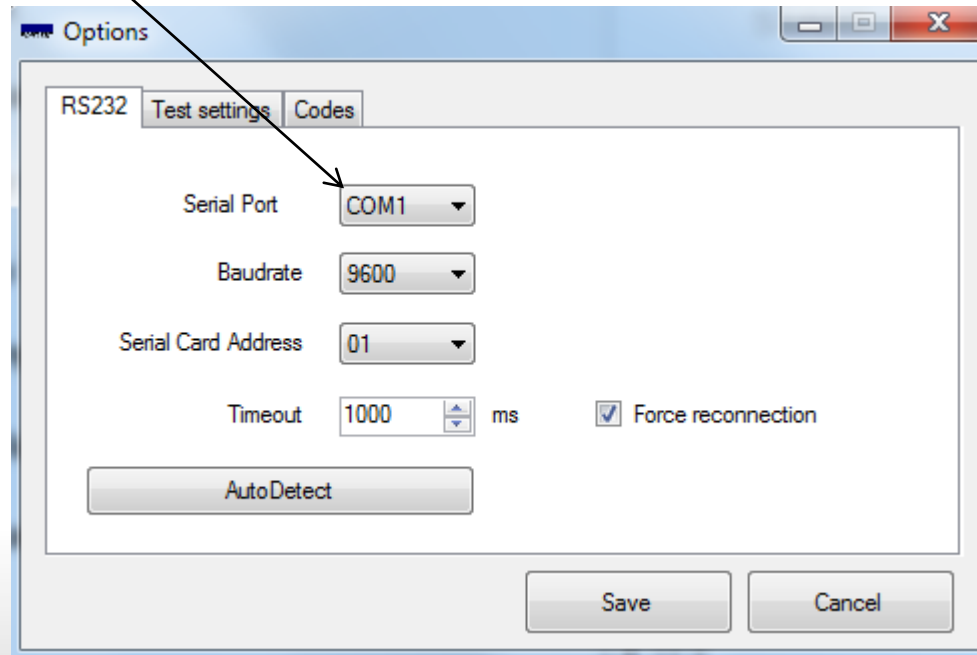 Options
RS232 Test settings Codes
Serial Port COM1
Baudrate 9600
Serial Card Address 01
Timeout 1000 ms Force reconnection
AutoDetect
Save Cancel